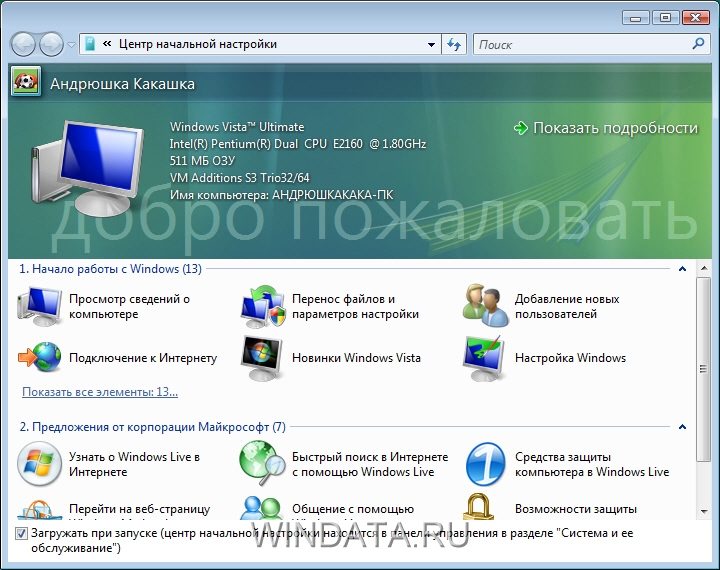 « Центр начальной настройки
Поиск
Андрюшка Какашка
Windows Vista™ Ultimate
Intel(R) Pentium(R) Dual CPU E2160 @ 1.80GHz
511 МБ ОЗУ
VM Additions S3 Trio32/64
Имя компьютера: АНДРЮШКАКАКА-ПК
Показать подробности
добро пожаловать
1. Начало работы с Windows (13)
Просмотр сведений о
компьютере
Перенос файлов и
параметров настройки
Добавление новых
пользователей
Подключение к Интернету
Новинки Windows Vista
Настройка Windows
Показать все элементы: 13...
2. Предложения от корпорации Майкрософт (7)
Узнать о Windows Live в
Интернете
Быстрый поиск в Интернете
с помощью Windows Live
Средства защиты
компьютера в Windows Live
Перейти на веб-страницу
Общение с помощью
Возможности защиты
Загружать при запуске (центр начальной настройки находится в панели управления в разделе "Система и ее
обслуживание")
WINDATA.RU